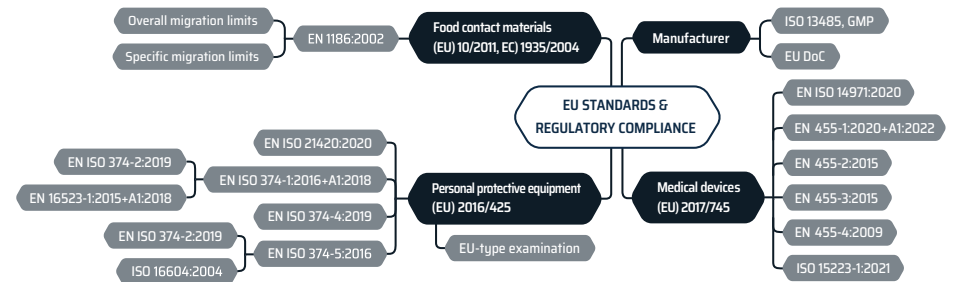 Overall migration limits
Specific migration limits
EN 1186:2002
Food contact materials
(EU) 10/2011, EC) 1935/2004
Manufacturer
ISO 13485, GMP
EU DoC
EU STANDARDS &
REGULATORY COMPLIANCE
EN ISO 21420:2020
EN ISO 374-2:2019
EN 16523-1:2015+A1:2018
EN ISO 374-1:2016+A1:2018
EN ISO 374-4:2019
EN ISO 374-2:2019
ISO 16604:2004
EN ISO 374-5:2016
Personal protective equipment
(EU) 2016/425
EU-type examination
Medical devices
(EU) 2017/745
EN ISO 14971:2020
EN 455-1:2020+A1:2022
EN 455-2:2015
EN 455-3:2015
EN 455-4:2009
ISO 15223-1:2021